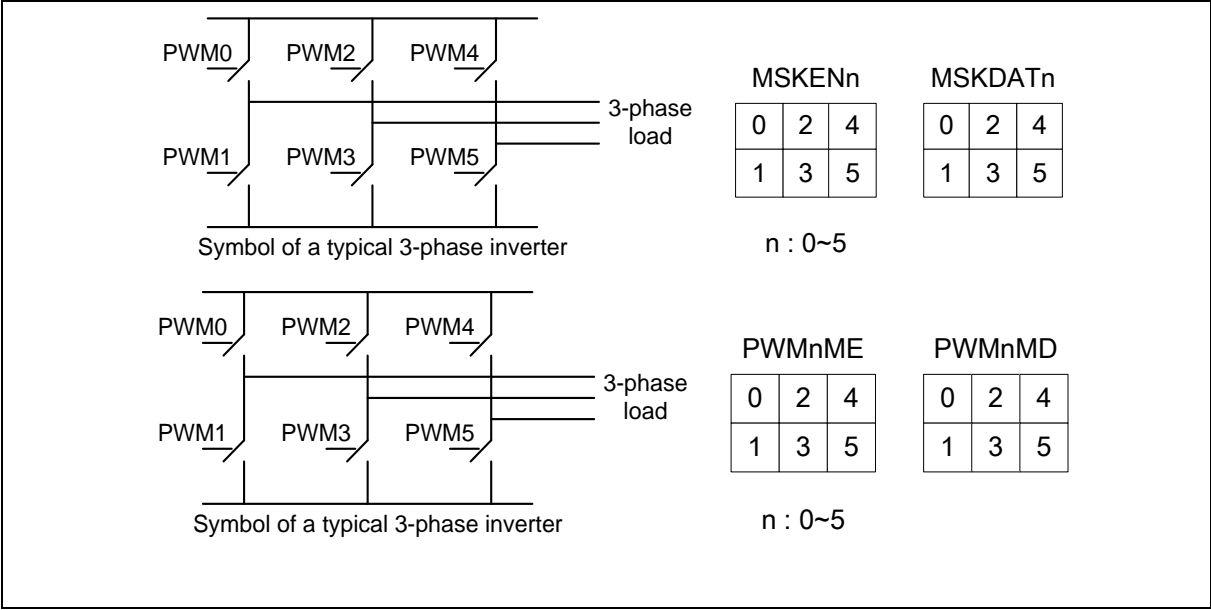 PWM0 PWM2 PWM4
MSKENn MSKDATn
3-phase
load
0 2 4 0 2 4
PWM1 PWM3 PWM5
1 3 5 1 3 5
Symbol of a typical 3-phase inverter
n : 0~5
PWM0 PWM2 PWM4
PWMnME PWMnMD
3-phase
load
0 2 4 0 2 4
PWM1 PWM3 PWM5
1 3 5 1 3 5
Symbol of a typical 3-phase inverter
n : 0~5